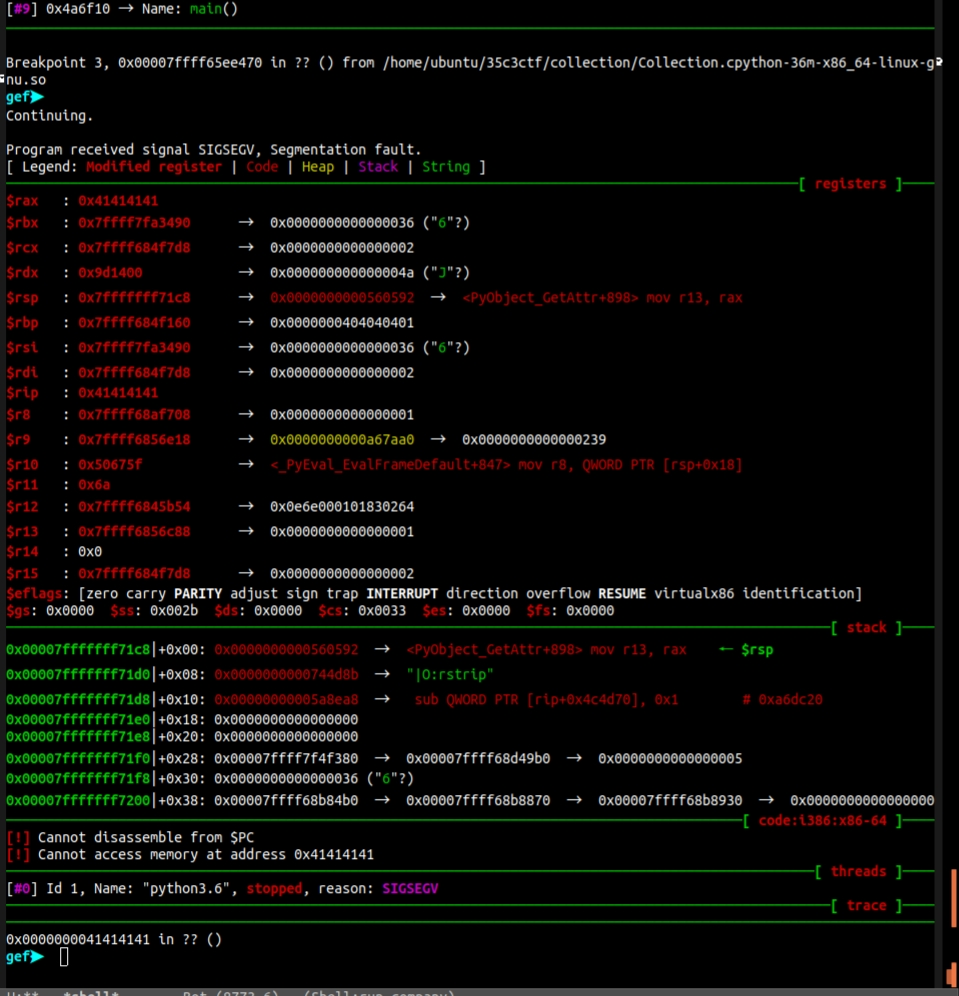 [#9] 0x4a6f10 → Name: main()
Breakpoint 3, 0x00007ffff65ee470 in ?? () from /home/ubuntu/35c3ctf/collection/Collection.cpython-36m-x86_64-linux-g
nu.so
gef➤
Continuing.
Program received signal SIGSEGV, Segmentation fault.
[ Legend: Modified register | Code | Heap | Stack | String ]
[ registers ]
$rax : 0x41414141
$rbx : 0x7ffff7fa3490 → 0x0000000000000036 ("6"?)
$rcx : 0x7ffff684f7d8 → 0x0000000000000002
$rdx : 0x9d1400 → 0x000000000000004a ("J"?)
$rsp : 0x7fffffff71c8 → 0x0000000000560592 → <PyObject_GetAttr+898> mov r13, rax
$rbp : 0x7ffff684f160 → 0x0000000404040401
$rsi : 0x7ffff7fa3490 → 0x0000000000000036 ("6"?)
$rdi : 0x7ffff684f7d8 → 0x0000000000000002
$rip : 0x41414141
$r8 : 0x7ffff68af708 → 0x0000000000000001
$r9 : 0x7ffff6856e18 → 0x0000000000a67aa0 → 0x0000000000000239
$r10 : 0x50675f → <_PyEval_EvalFrameDefault+847> mov r8, QWORD PTR [rsp+0x18]
$r11 : 0x6a
$r12 : 0x7ffff6845b54 → 0x0e6e000101830264
$r13 : 0x7ffff6856c88 → 0x0000000000000001
$r14 : 0x0
$r15 : 0x7ffff684f7d8 → 0x0000000000000002
$eflags: [zero carry PARITY adjust sign trap INTERRUPT direction overflow RESUME virtualx86 identification]
$gs: 0x0000 $ss: 0x002b $ds: 0x0000 $cs: 0x0033 $es: 0x0000 $fs: 0x0000
[ stack ]
0x00007fffffff71c8|+0x00: 0x0000000000560592 → <PyObject_GetAttr+898> mov r13, rax ← $rsp
0x00007fffffff71d0|+0x08: 0x0000000000744d8b → "|O:rstrip"
0x00007fffffff71d8|+0x10: 0x00000000005a8ea8 → sub QWORD PTR [rip+0x4c4d70], 0x1 # 0xa6dc20
0x00007fffffff71e0|+0x18: 0x0000000000000000
0x00007fffffff71e8|+0x20: 0x0000000000000000
0x00007fffffff71f0|+0x28: 0x00007ffff7f4f380 → 0x00007ffff68d49b0 → 0x0000000000000005
0x00007fffffff71f8|+0x30: 0x0000000000000036 ("6"?)
0x00007fffffff7200|+0x38: 0x00007ffff68b84b0 → 0x00007ffff68b8870 → 0x00007ffff68b8930 → 0x0000000000000000
[ code:i386:x86-64 ]
[!] Cannot disassemble from $PC
[!] Cannot access memory at address 0x41414141
[ threads ]
[#0] Id 1, Name: "python3.6", stopped, reason: SIGSEGV
[ trace ]
0x0000000041414141 in ?? ()
gef➤